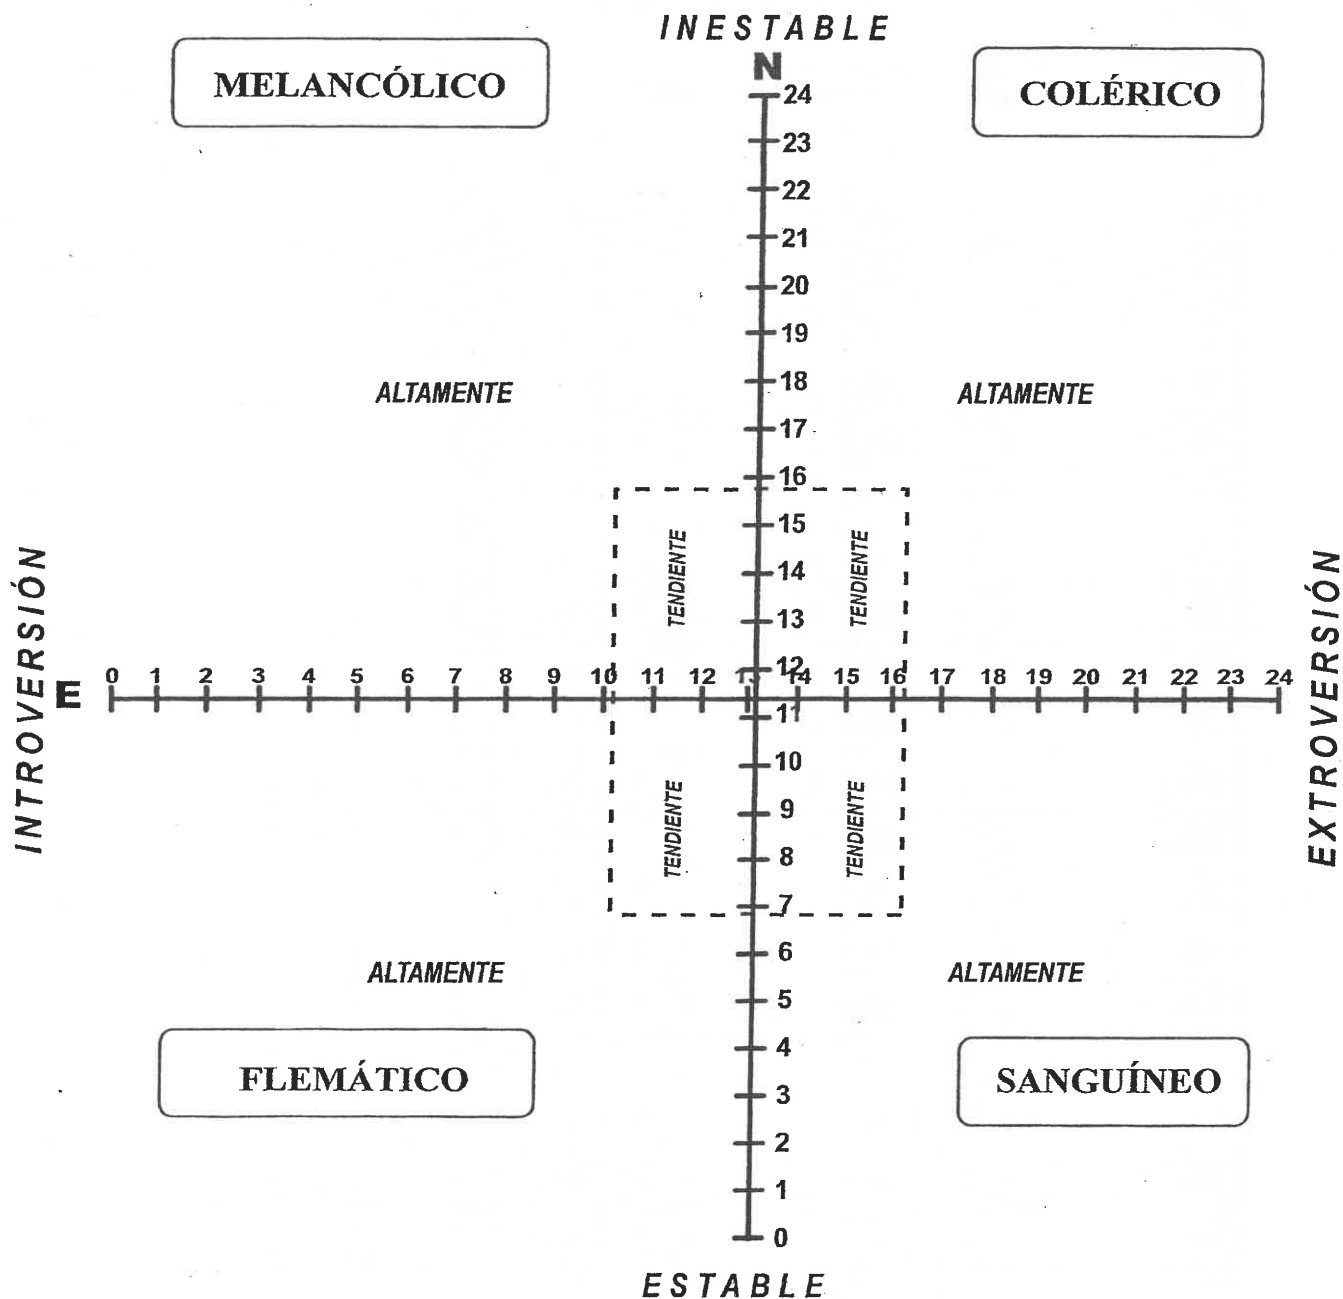 INESTABLE
MELANCÓLICO
N
COLÉRICO
24
23
22
21
20
19
18
ALTAMENTE
ALTAMENTE
17
16
15
TENDIENTE
TENDIENTE
14
13
INTROVERSIÓN
EXTROVERSIÓN
12
E
0 1 2 3 4 5 6 7 8 9 10 11 12 13 14 15 16 17 18 19 20 21 22 23 24
11
10
9
TENDIENTE
TENDIENTE
8
7
6
ALTAMENTE
ALTAMENTE
5
4
FLEMÁTICO
SANGUÍNEO
3
2
1
0
ESTABLE